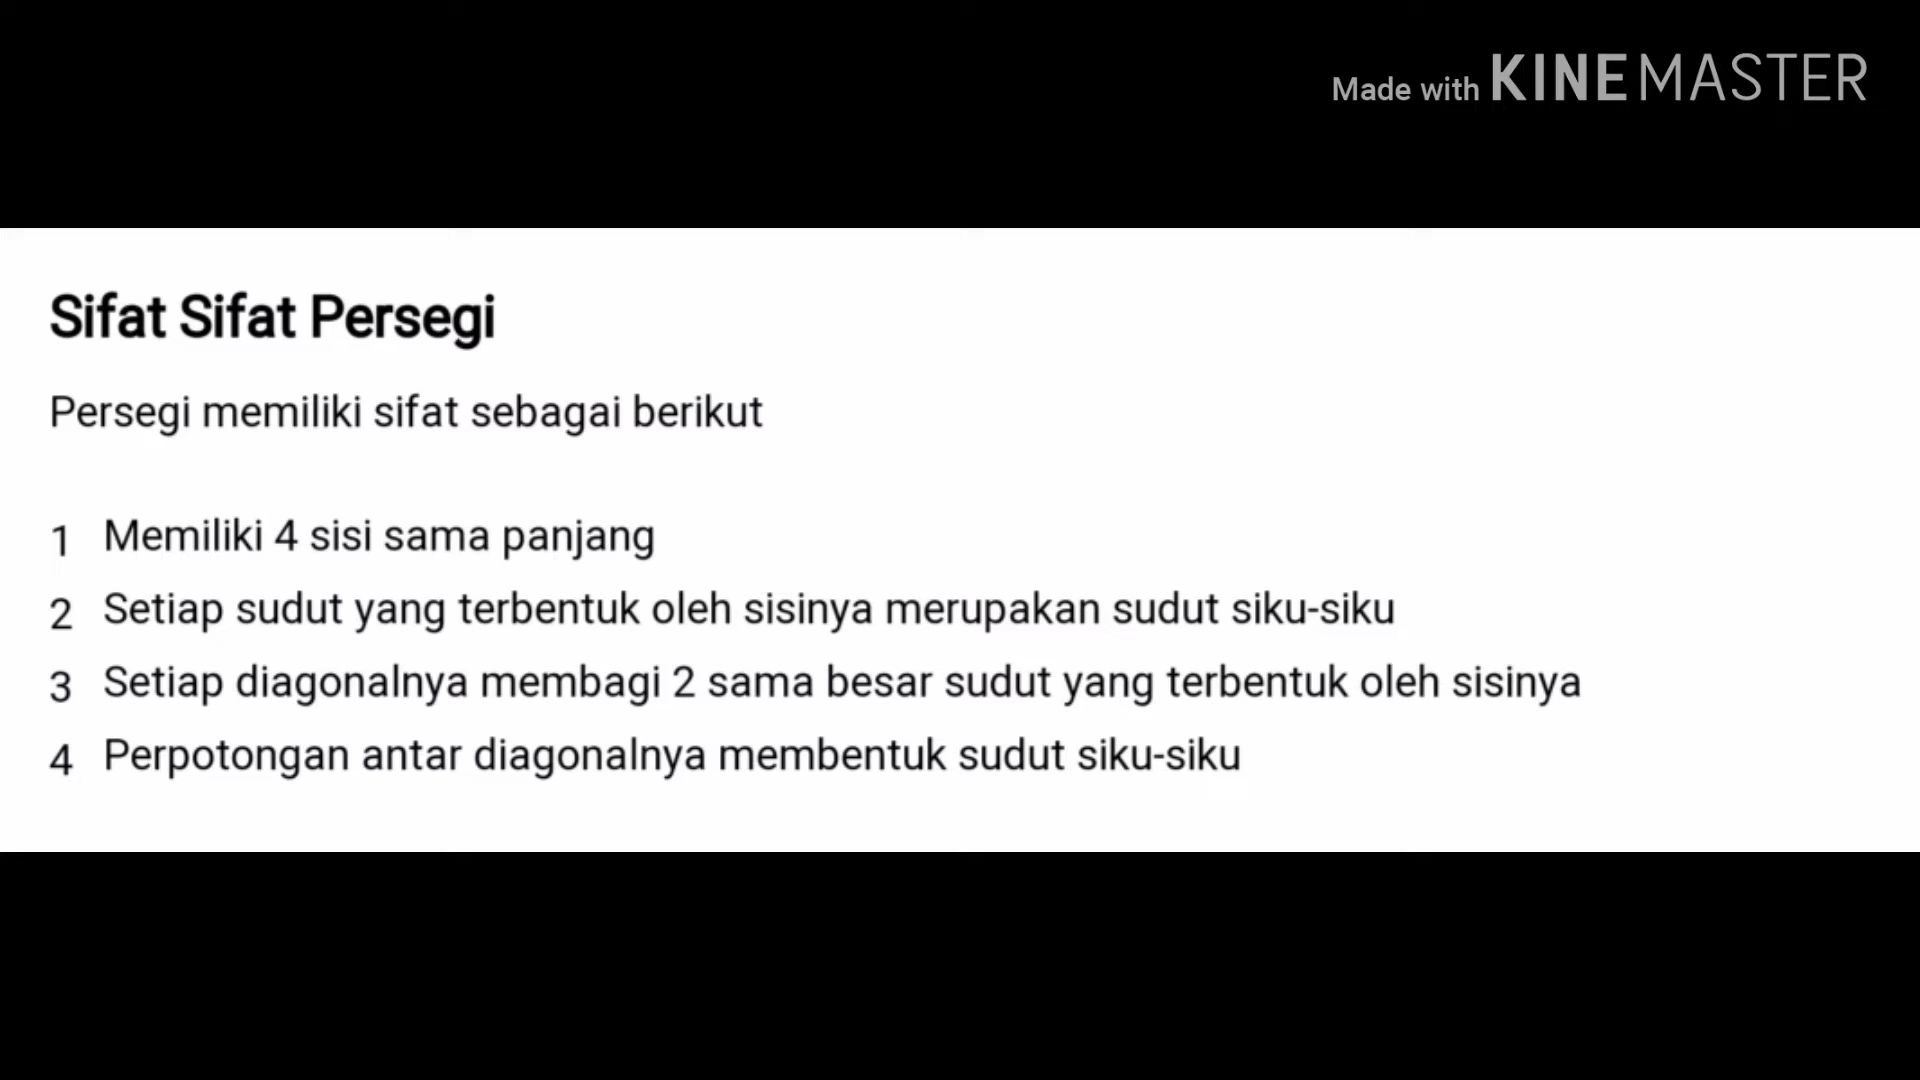 Made with KINEMASTER
Sifat Sifat Persegi
Persegi memiliki sifat sebagai berikut
1 Memiliki 4 sisi sama panjang
2 Setiap sudut yang terbentuk oleh sisinya merupakan sudut siku-siku
3 Setiap diagonalnya membagi 2 sama besar sudut yang terbentuk oleh sisinya
4 Perpotongan antar diagonalnya membentuk sudut siku-siku